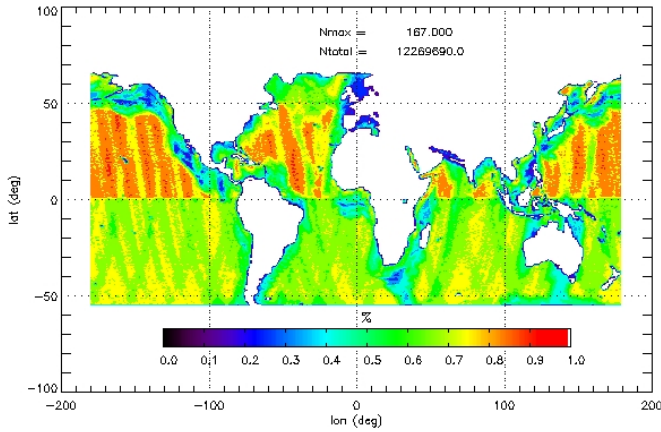 100
Nmax = 167.000
Ntotal = 12269690.0
50
lat (deg)
0
−50
%
0.0 0.1 0.2 0.3 0.4 0.5 0.6 0.7 0.8 0.9 1.0
−100
−200 −100 0 100 200
lon (deg)